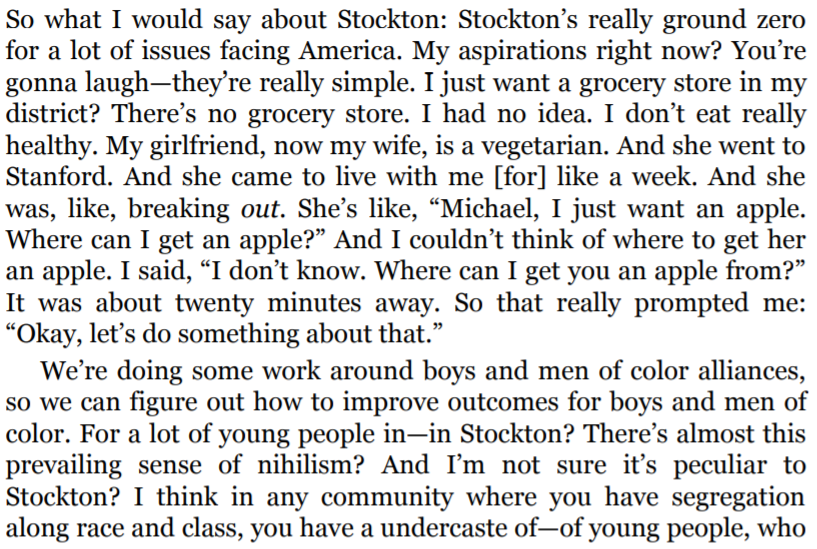 So what I would say about Stockton: Stockton’s really ground zero
for a lot of issues facing America. My aspirations right now? You’re
gonna laugh—they’re really simple. I just want a grocery store in my
district? There’s no grocery store. I had no idea. I don’t eat really
healthy. My girlfriend, now my wife, is a vegetarian. And she went to
Stanford. And she came to live with me [for] like a week. And she
was, like, breaking out. She’s like, “Michael, I just want an apple.
Where can I get an apple?” And I couldn’t think of where to get her
an apple. I said, “I don’t know. Where can I get you an apple from?”
It was about twenty minutes away. So that really prompted me:
“Okay, let’s do something about that.”
We’re doing some work around boys and men of color alliances,
so we can figure out how to improve outcomes for boys and men of
color. For a lot of young people in—in Stockton? There’s almost this
prevailing sense of nihilism? And I’m not sure it’s peculiar to
Stockton? I think in any community where you have segregation
along race and class, you have a undercaste of—of young people, who